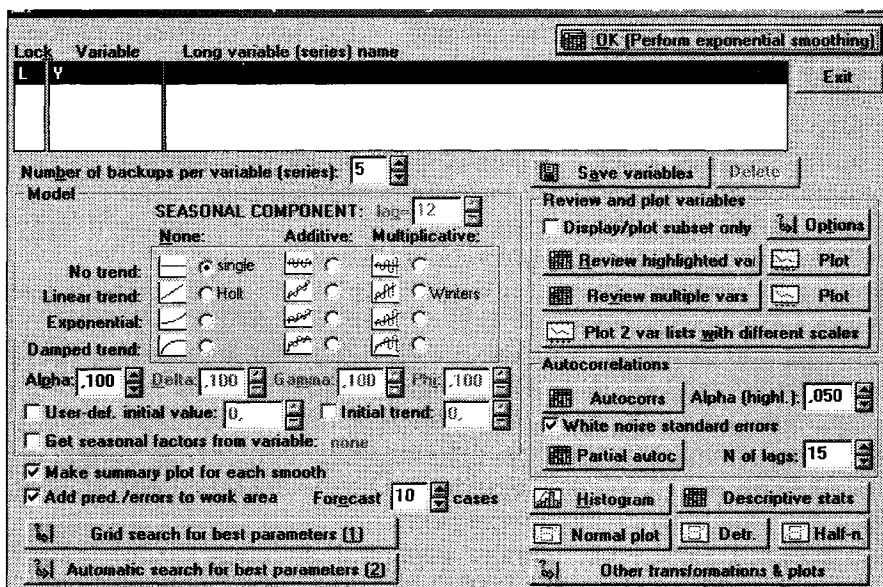 OK (Perform exponential smoothing)
Lock Variable Long variable (series) name
L Y
Exit
Number of backups per variable (series): 5
Save variables Delete
Model
SEASONAL COMPONENT: lag= 12
None: Additive: Multiplicative:
No trend: single
Linear trend: Holt Winters
Exponential:
Damped trend:
Alpha: ,100 Delta: ,100 Gamma: ,100 Phi: ,100
User-def. initial value: 0, Initial trend: 0,
Get seasonal factors from variable: none
Make summary plot for each smooth
Add pred./errors to work area Forecast 10 cases
Grid search for best parameters (1)
Automatic search for best parameters (2)
Review and plot variables
Display/plot subset only Options
Review highlighted var Plot
Review multiple vars Plot
Plot 2 var lists with different scales
Autocorrelations
Autocorrs Alpha (highl.): ,050
White noise standard errors
Partial autoc N of lags: 15
Histogram Descriptive stats
Normal plot Detr. Half-n.
Other transformations & plots